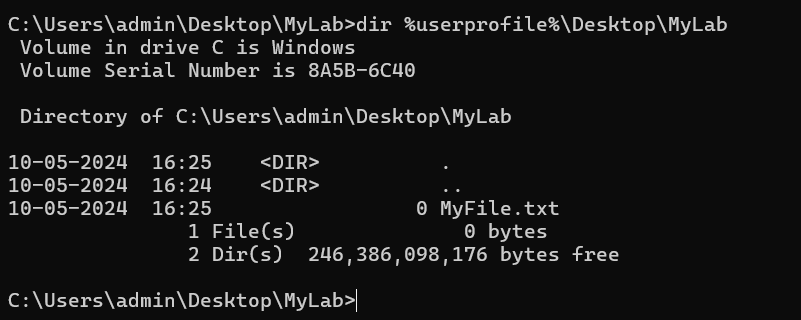 C:\Users\admin\Desktop\MyLab>dir %userprofile%\Desktop\MyLab
 Volume in drive C is Windows
 Volume Serial Number is 8A5B-6C40

 Directory of C:\Users\admin\Desktop\MyLab

10-05-2024  16:25    <DIR>          .
10-05-2024  16:24    <DIR>          ..
10-05-2024  16:25                 0 MyFile.txt
               1 File(s)              0 bytes
               2 Dir(s)  246,386,098,176 bytes free

C:\Users\admin\Desktop\MyLab>